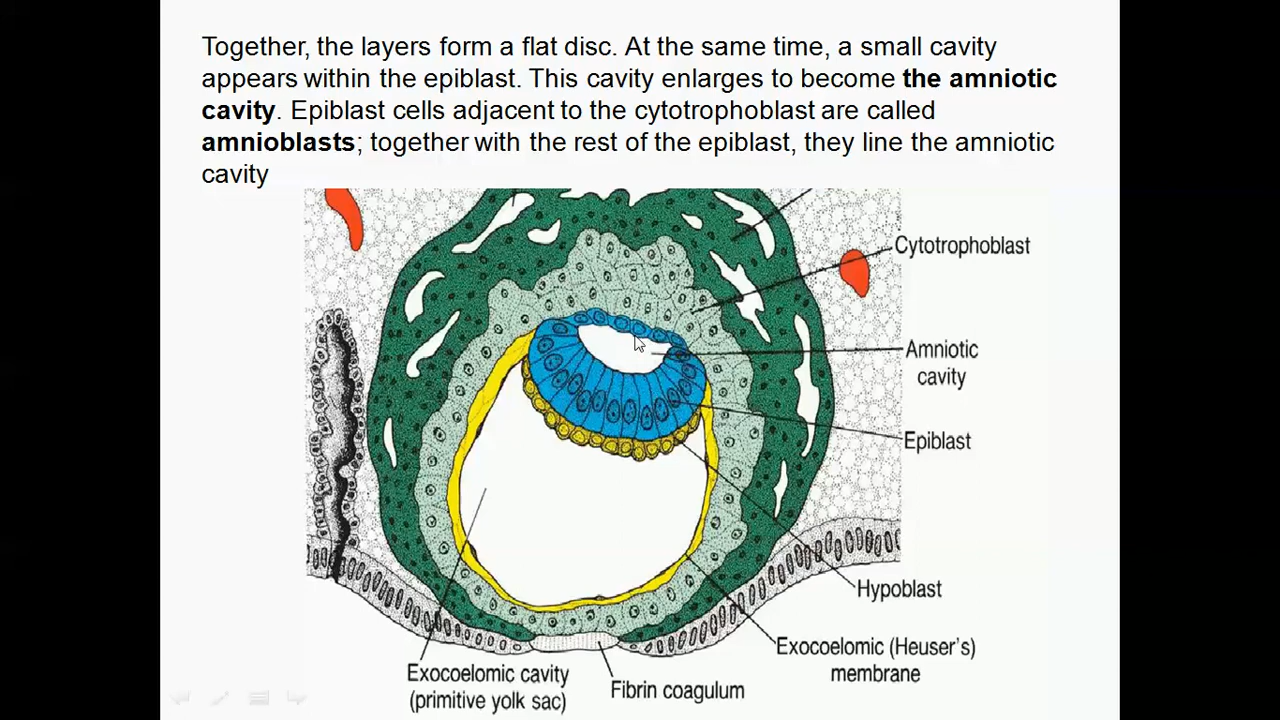 Together, the layers form a flat disc. At the same time, a small cavity
appears within the epiblast. This cavity enlarges to become the amniotic
cavity. Epiblast cells adjacent to the cytotrophoblast are called
amnioblasts; together with the rest of the epiblast, they line the amniotic
cavity
Cytotrophoblast
Amniotic
cavity
Epiblast
Hypoblast
Exocoelomic (Heuser's)
membrane
Exocoelomic cavity
(primitive yolk sac)
Fibrin coagulum